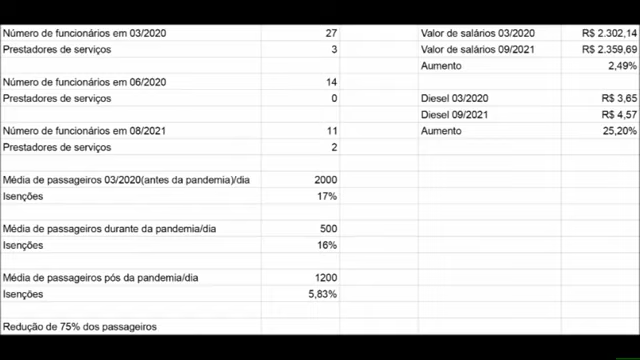 Número de funcionários em 03/2020 27 Valor de salários 03/2020 R$ 2.302,14
Prestadores de serviços 3 Valor de salários 09/2021 R$ 2.359,69
Aumento 2,49%
Número de funcionários em 06/2020 14
Prestadores de serviços 0 Diesel 03/2020 R$ 3,65
Diesel 09/2021 R$ 4,57
Número de funcionários em 08/2021 11 Aumento 25,20%
Prestadores de serviços 2
Média de passageiros 03/2020(antes da pandemia)/dia 2000
Isenções 17%
Média de passageiros durante da pandemia/dia 500
Isenções 16%
Média de passageiros pós da pandemia/dia 1200
Isenções 5,83%
Redução de 75% dos passageiros